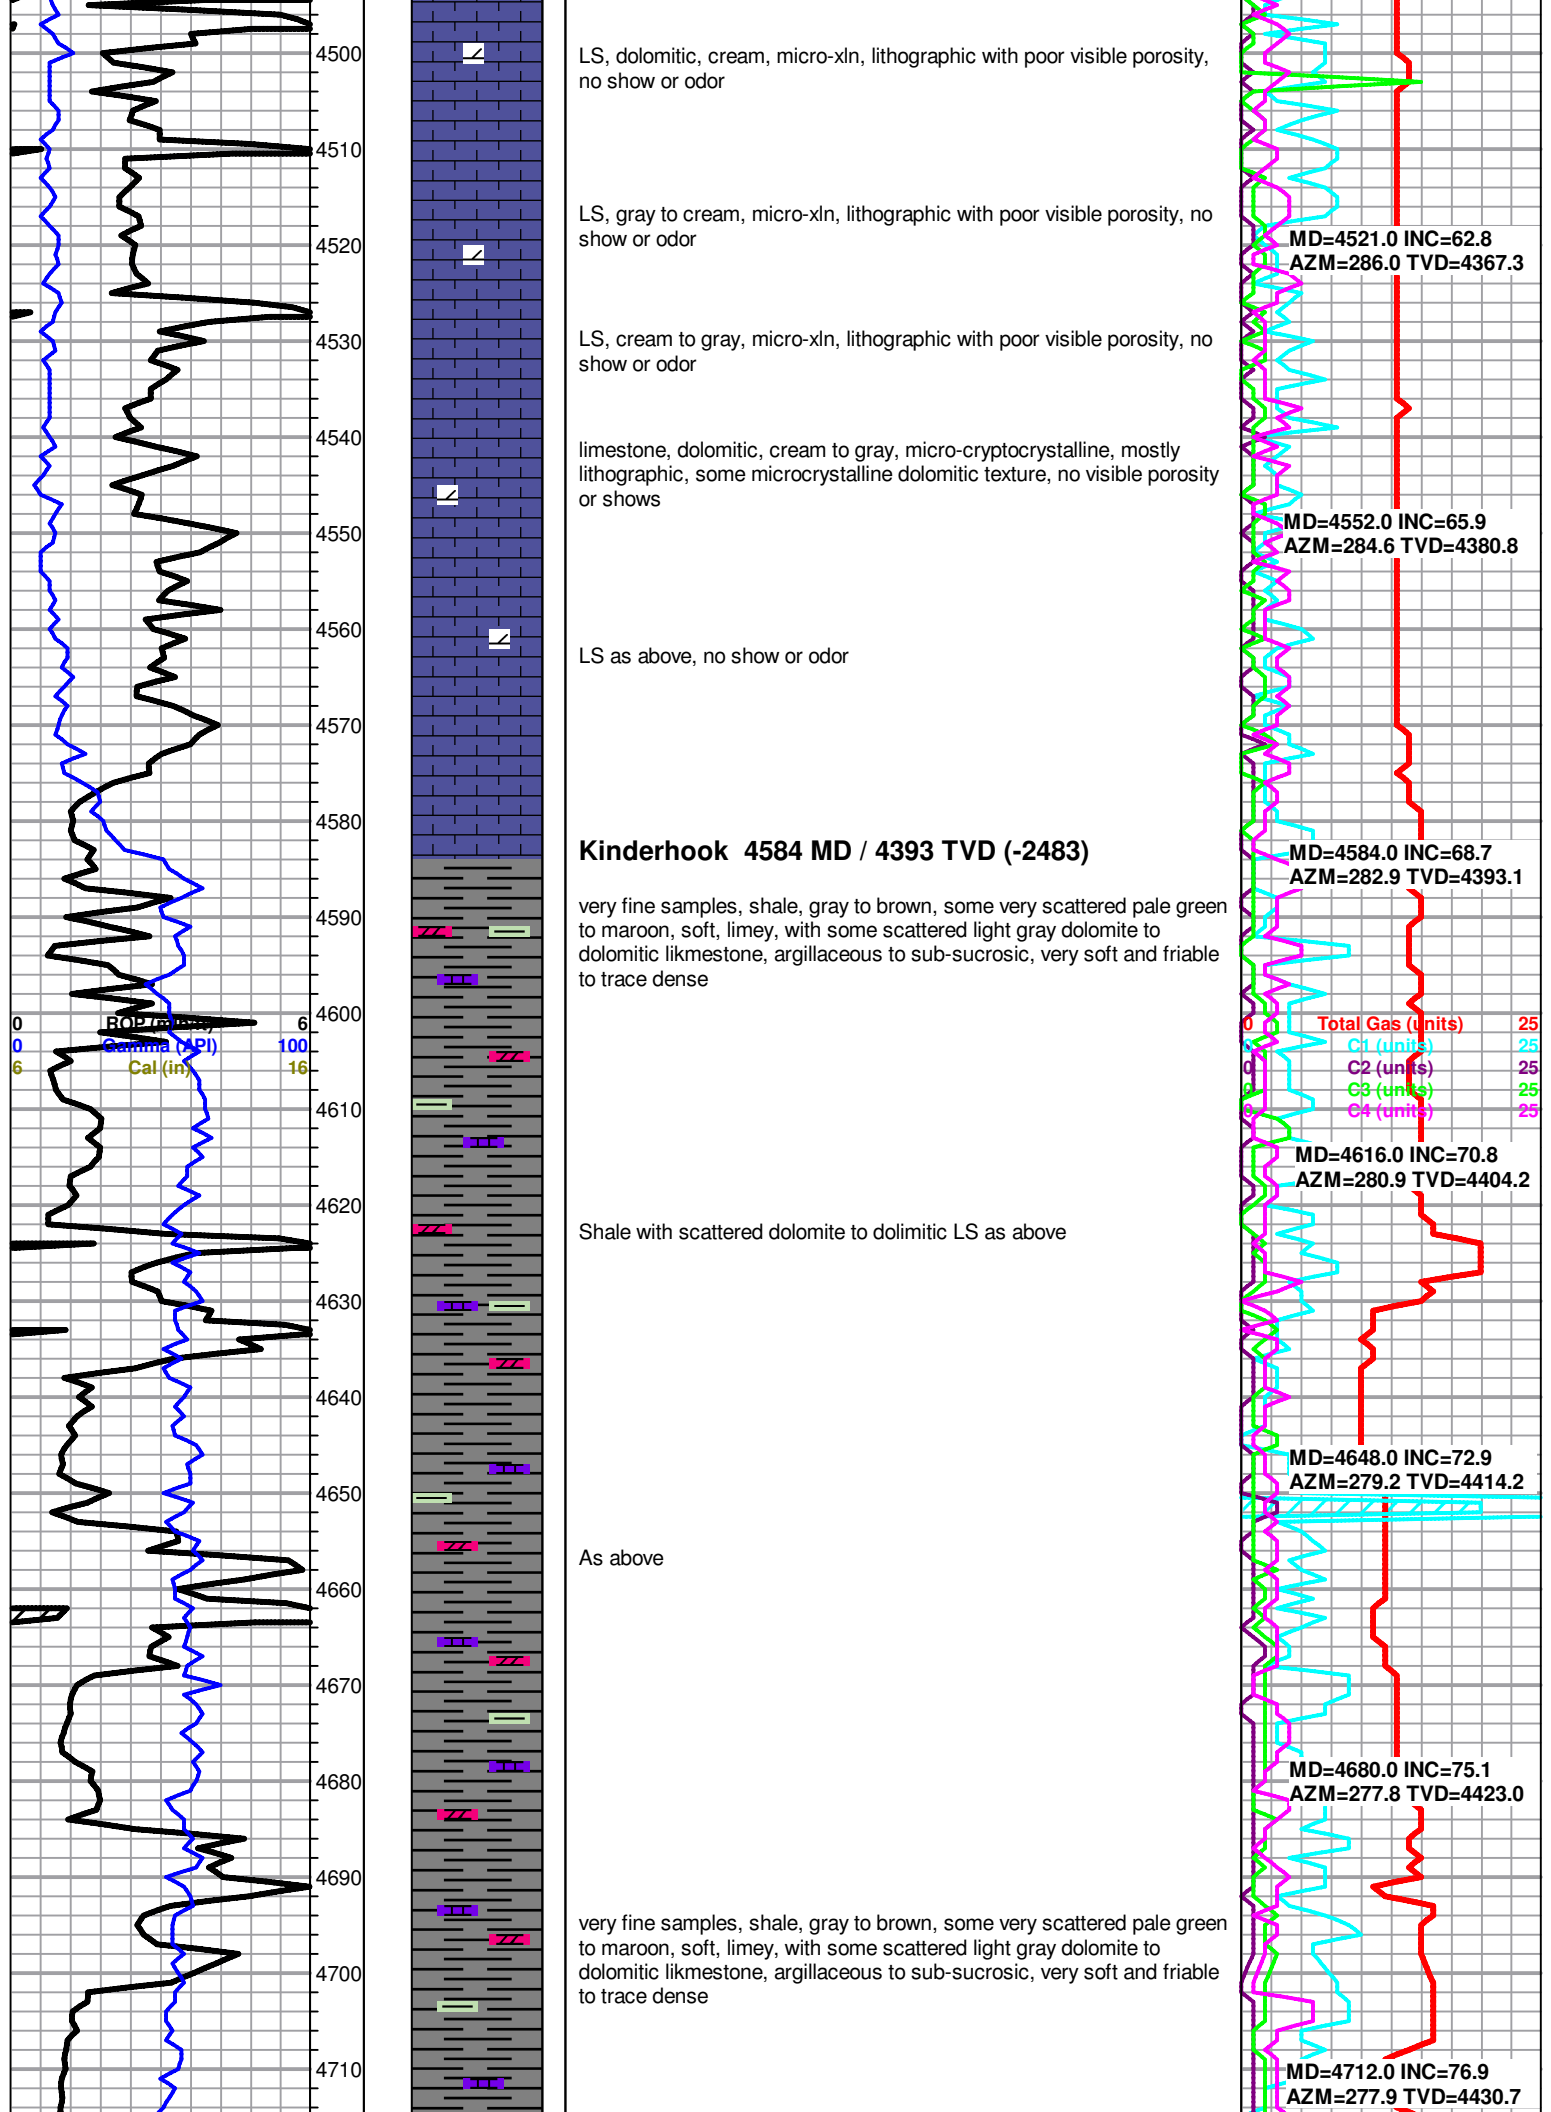 4500
LS, dolomitic, cream, micro-xln, lithographic with poor visible porosity,
no show or odor
4510
LS, gray to cream, micro-xln, lithographic with poor visible porosity, no
show or odor
4520
MD=4521.0 INC=62.8
AZM=286.0 TVD=4367.3
4530
LS, cream to gray, micro-xln, lithographic with poor visible porosity, no
show or odor
4540
limestone, dolomitic, cream to gray, micro-cryptocrystalline, mostly
lithographic, some microcrystalline dolomitic texture, no visible porosity
or shows
4550
MD=4552.0 INC=65.9
AZM=284.6 TVD=4380.8
4560
LS as above, no show or odor
4570
4580
Kinderhook 4584 MD / 4393 TVD (-2483)
MD=4584.0 INC=68.7
AZM=282.9 TVD=4393.1
4590
very fine samples, shale, gray to brown, some very scattered pale green
to maroon, soft, limey, with some scattered light gray dolomite to
dolomitic likmestone, argillaceous to sub-sucrosic, very soft and friable
to trace dense
4600
0 ROP (min/ft) 6
0 Gamma (API) 100
6 Cal (in) 16
0 Total Gas (units) 25
0 C1 (units) 25
0 C2 (units) 25
0 C3 (units) 25
0 C4 (units) 25
4610
MD=4616.0 INC=70.8
AZM=280.9 TVD=4404.2
4620
Shale with scattered dolomite to dolimitic LS as above
4630
4640
MD=4648.0 INC=72.9
AZM=279.2 TVD=4414.2
4650
As above
4660
4670
4680
MD=4680.0 INC=75.1
AZM=277.8 TVD=4423.0
4690
very fine samples, shale, gray to brown, some very scattered pale green
to maroon, soft, limey, with some scattered light gray dolomite to
dolomitic likmestone, argillaceous to sub-sucrosic, very soft and friable
to trace dense
4700
4710
MD=4712.0 INC=76.9
AZM=277.9 TVD=4430.7